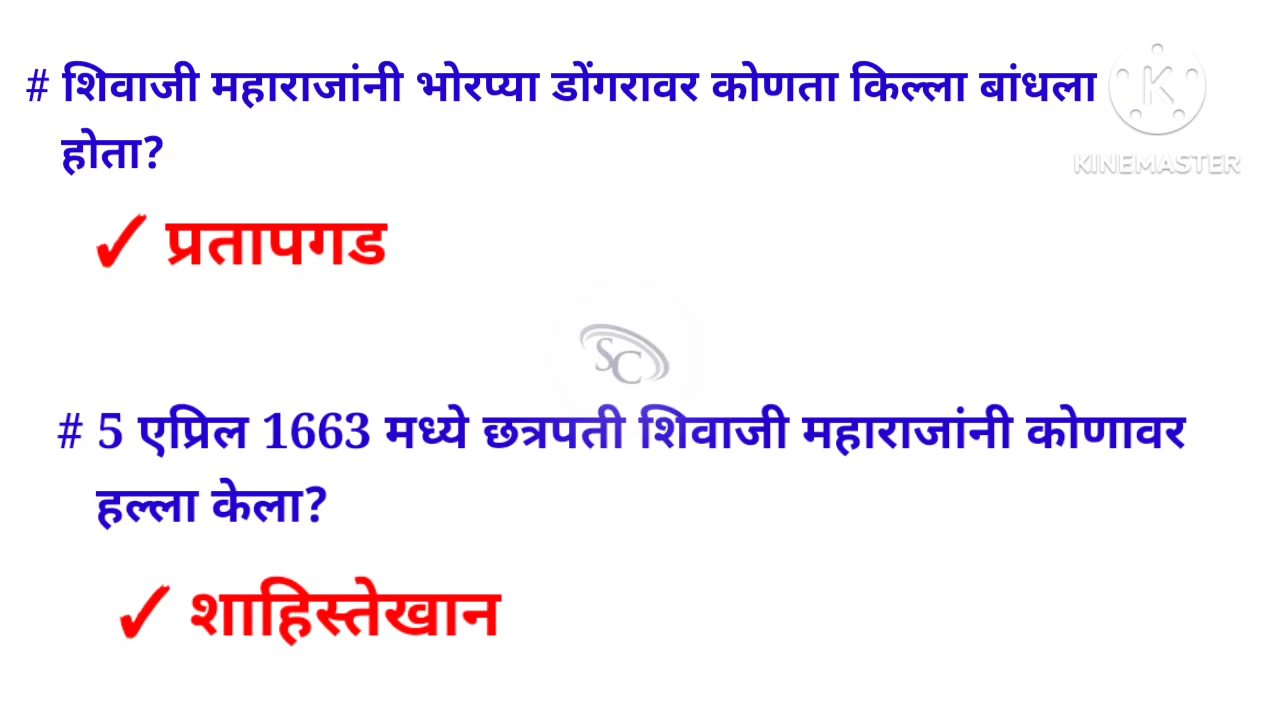 # शिवाजी महाराजांनी भोरप्या डोंगरावर कोणता किल्ला बांधला
होता?
K
KINEMASTER
✓ प्रतापगड
SC
# 5 एप्रिल 1663 मध्ये छत्रपती शिवाजी महाराजांनी कोणावर
हल्ला केला?
✓ शाहिस्तेखान